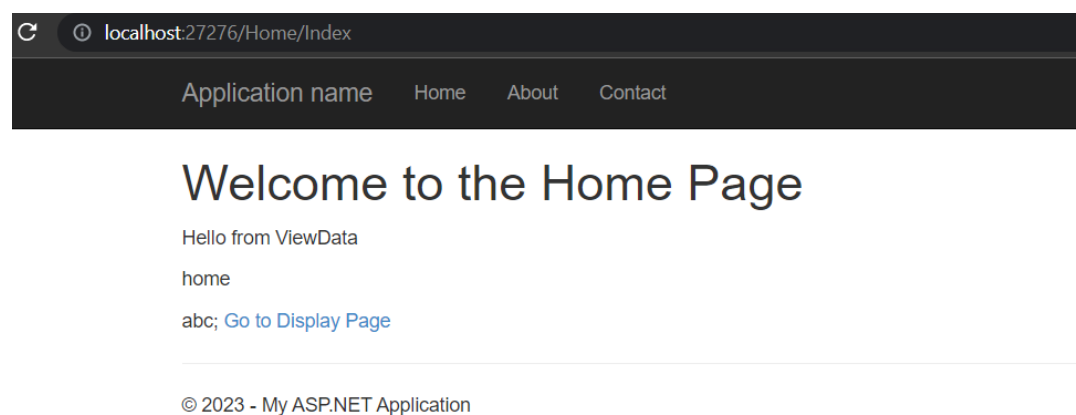 localhost:27276/Home/Index
Application name Home About Contact
Welcome to the Home Page
Hello from ViewData
home
abc; Go to Display Page
© 2023 - My ASP.NET Application